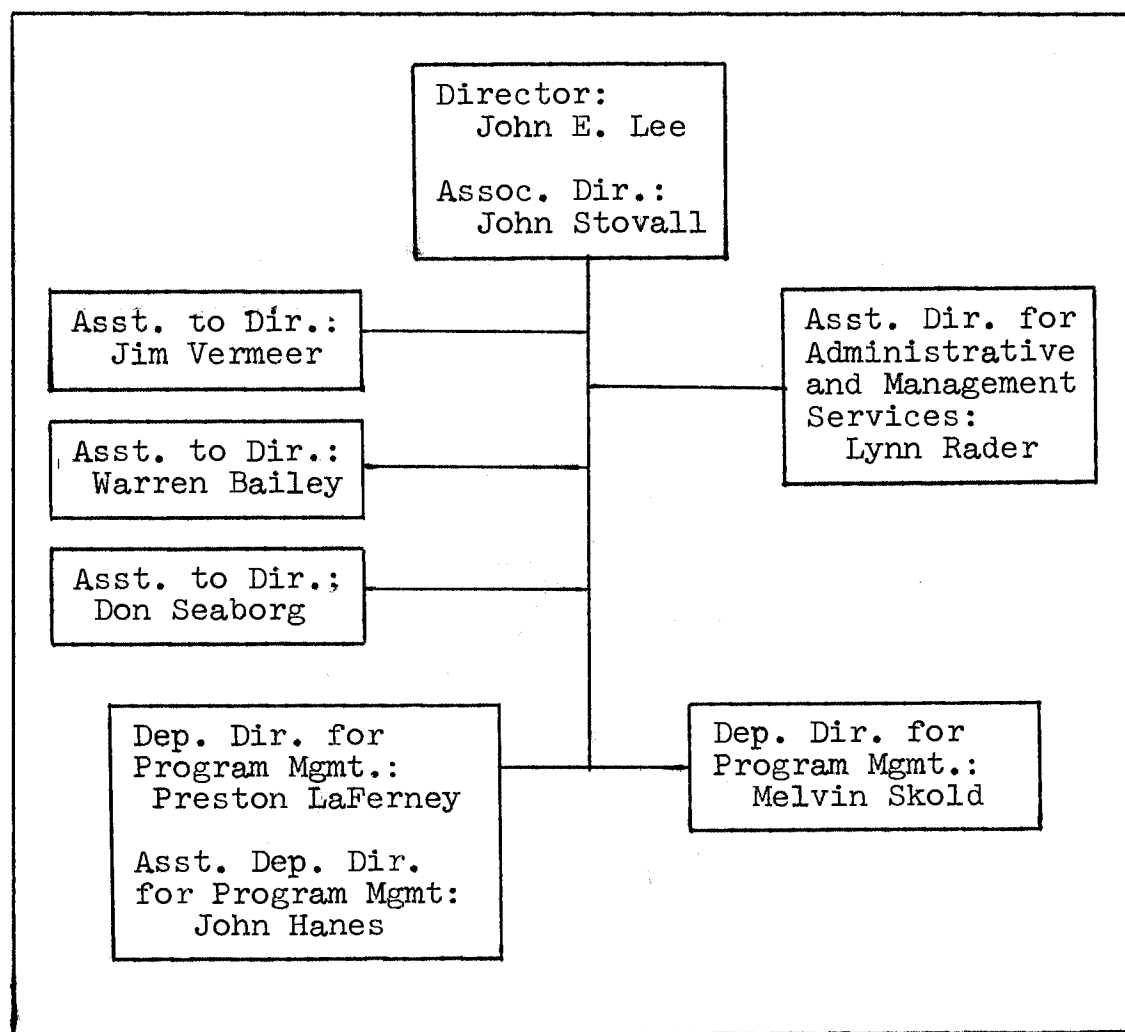 Director:
John E. Lee
Assoc. Dir.:
John Stovall
Asst. to Dir.:
Jim Vermeer
Asst. Dir. for
Administrative
and Management
Services:
Lynn Rader
Asst. to Dir.:
Warren Bailey
Asst. to Dir.;
Don Seaborg
Dep. Dir. for
Program Mgmt.:
Preston LaFerney
Asst. Dep. Dir.
for Program Mgmt:
John Hanes
Dep. Dir. for
Program Mgmt.:
Melvin Skold